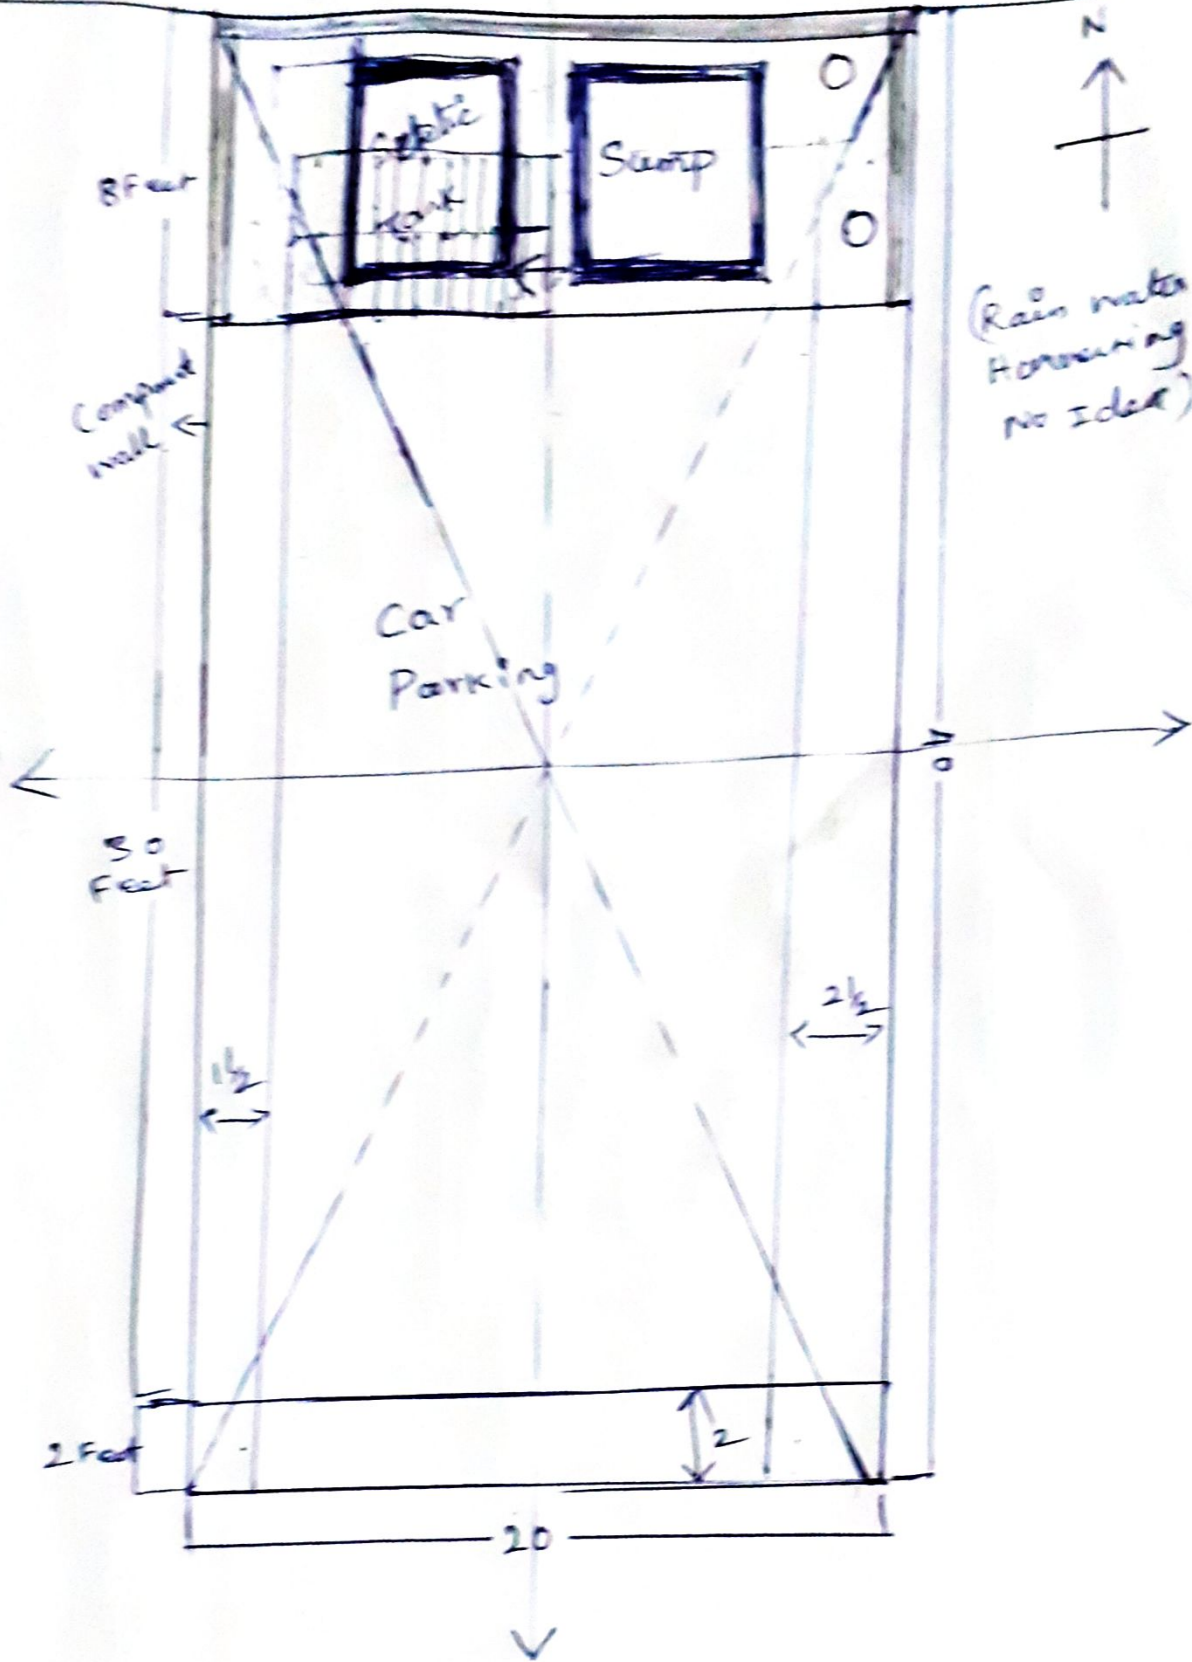 N
Septic
Tank
Sump
O
O
8 Feet
(Rain water
Harvesting
No Idea)
Compound
wall
Car
Parking
30
Feet
2½
1½
2 Feet
2
20